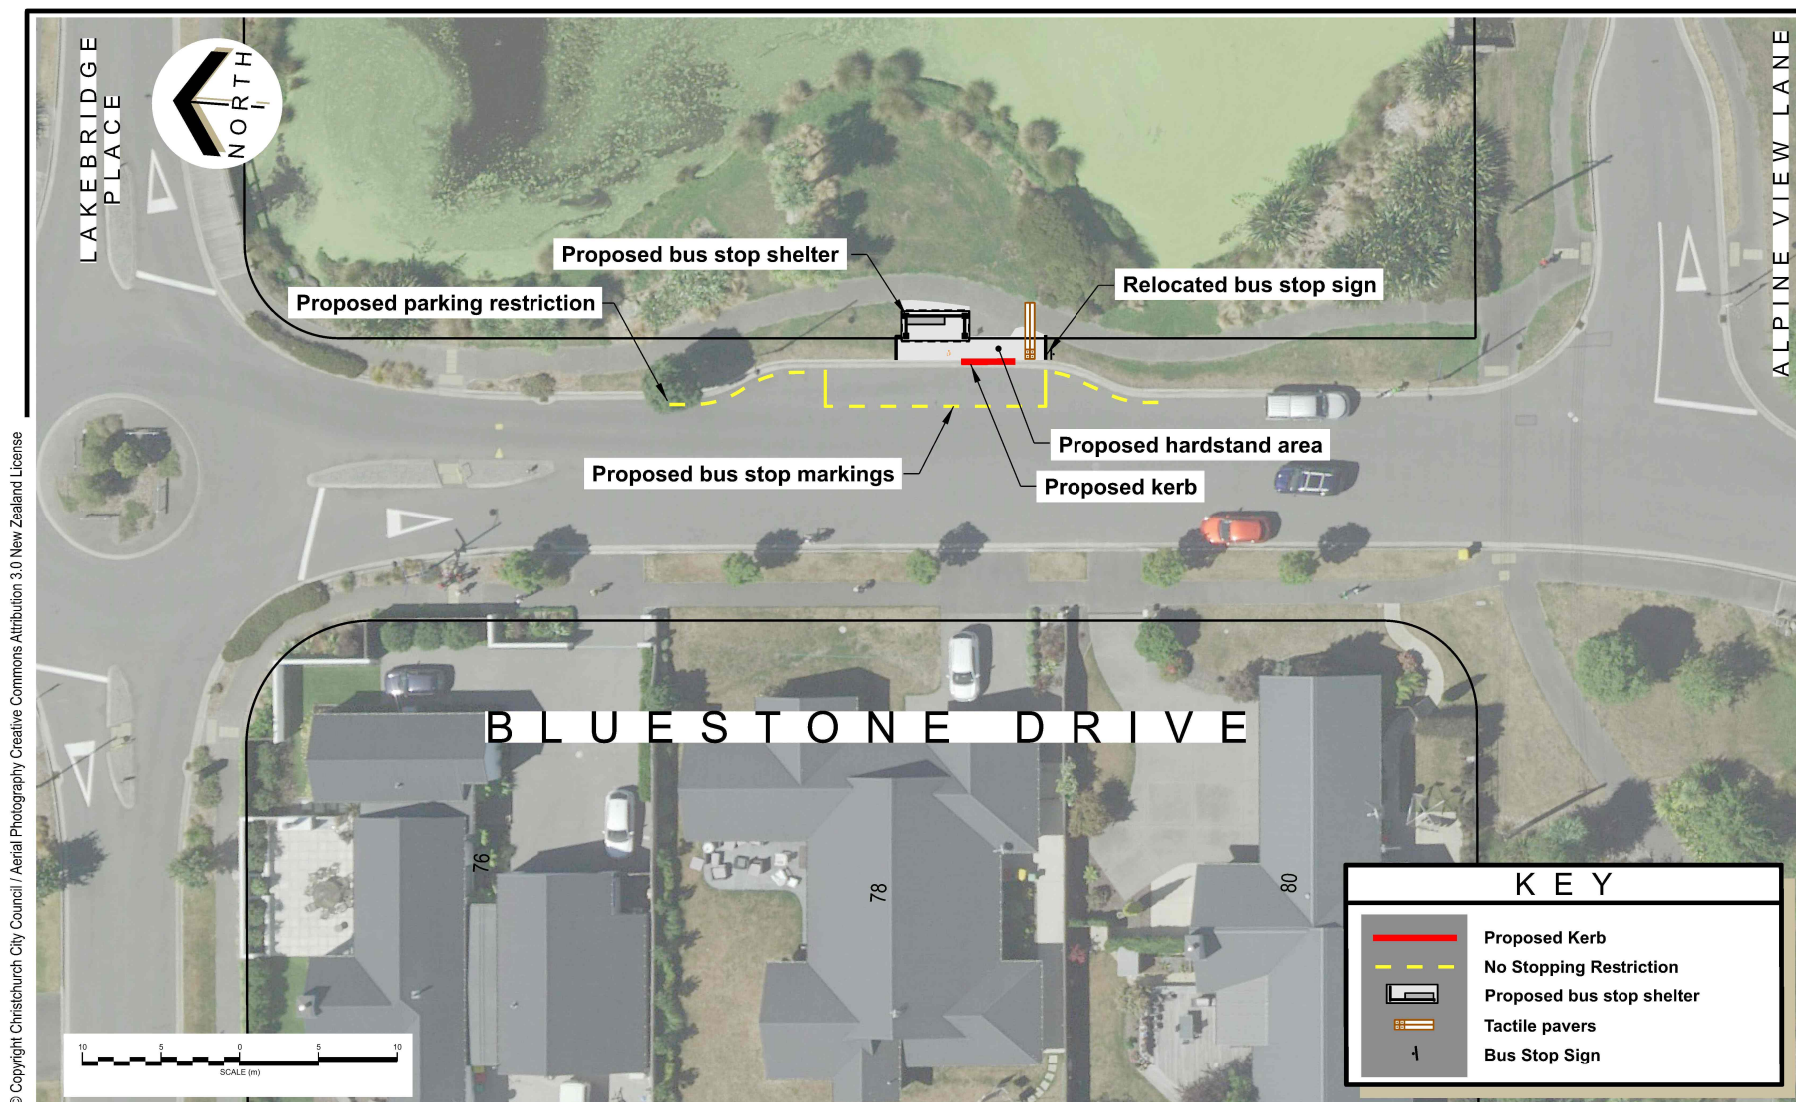 LAKEBRIDGE
PLACE
NORTH
ALPINE VIEW LANE
Proposed bus stop shelter
Relocated bus stop sign
Proposed parking restriction
Proposed hardstand area
Proposed bus stop markings
Proposed kerb
BLUESTONE DRIVE
76
78
80
KEY
Proposed Kerb
No Stopping Restriction
Proposed bus stop shelter
Tactile pavers
Bus Stop Sign
10 5 0 5 10
SCALE (m)
© Copyright Christchurch City Council / Aerial Photography Creative Commons Attribution 3.0 New Zealand License